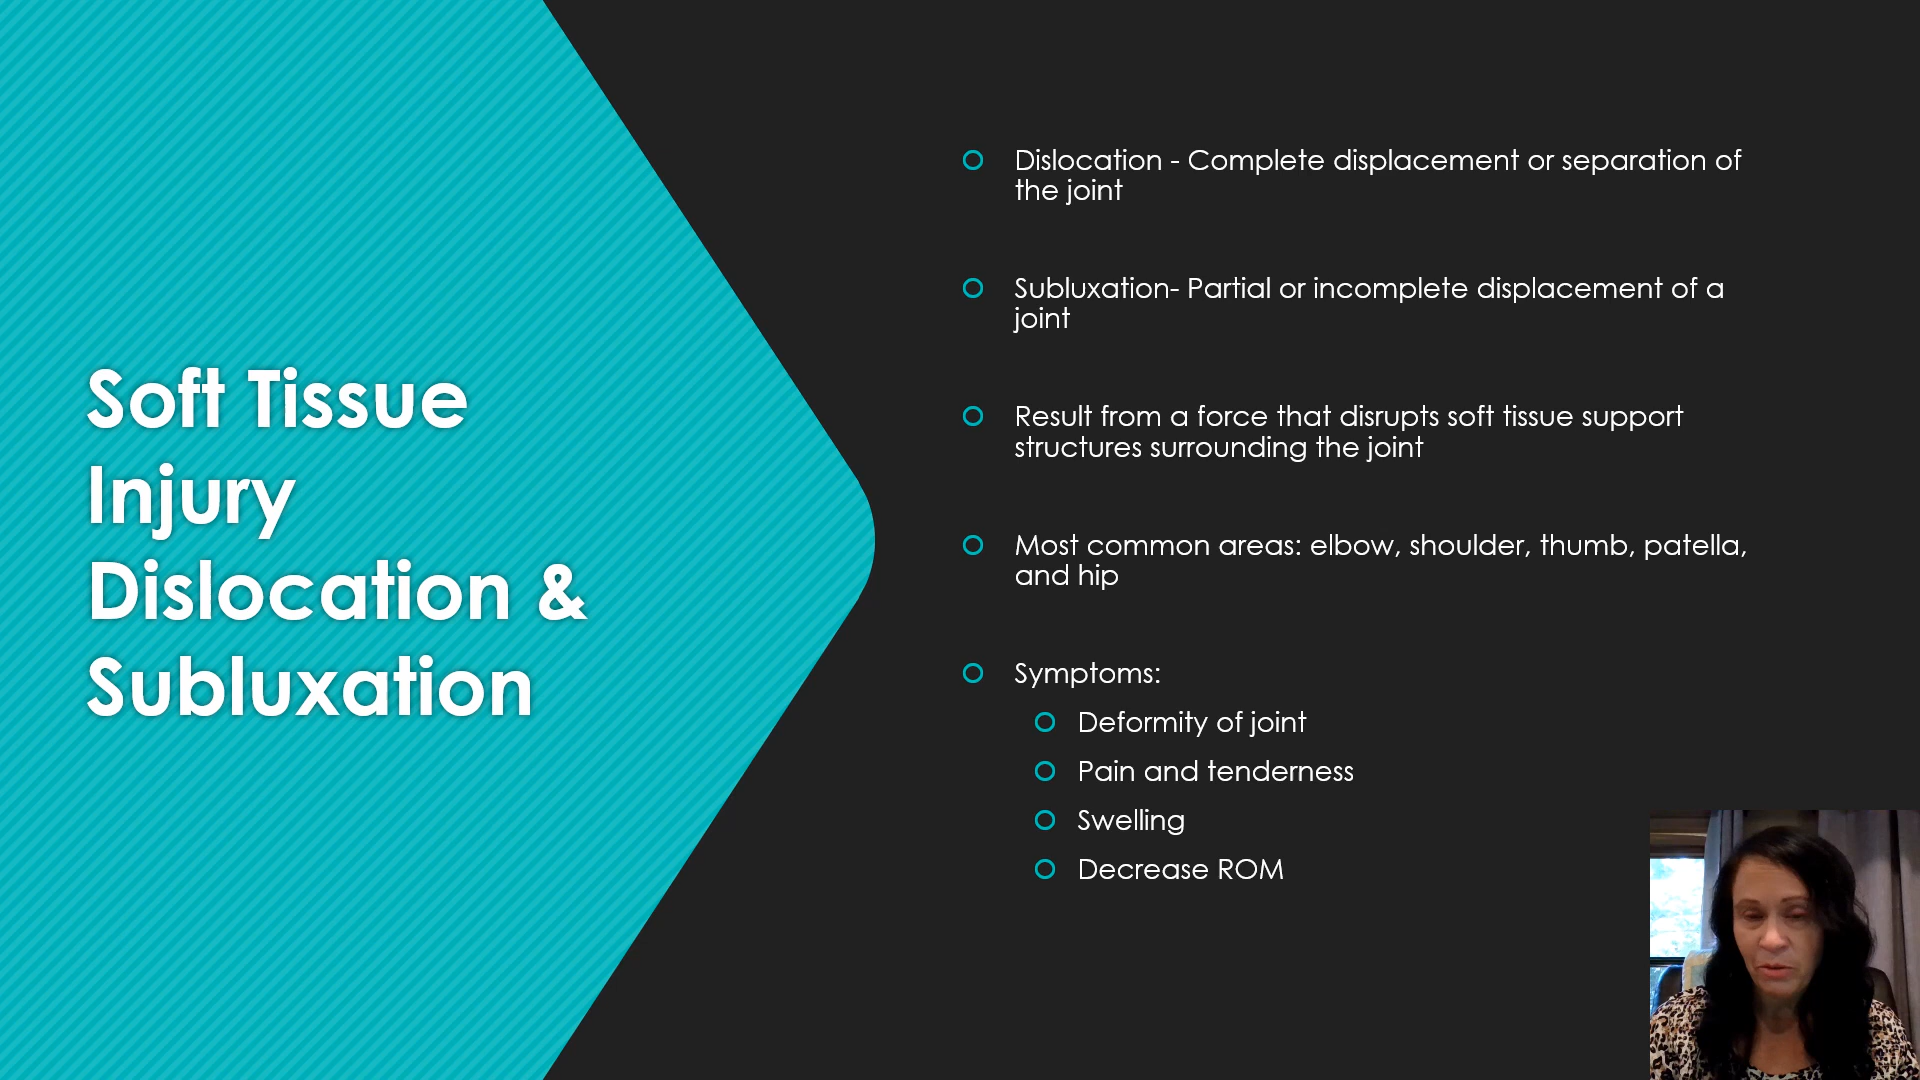 Soft Tissue
Injury
Dislocation &
Subluxation
Dislocation - Complete displacement or separation of
the joint
Subluxation- Partial or incomplete displacement of a
joint
Result from a force that disrupts soft tissue support
structures surrounding the joint
Most common areas: elbow, shoulder, thumb, patella,
and hip
Symptoms:
Deformity of joint
Pain and tenderness
Swelling
Decrease ROM